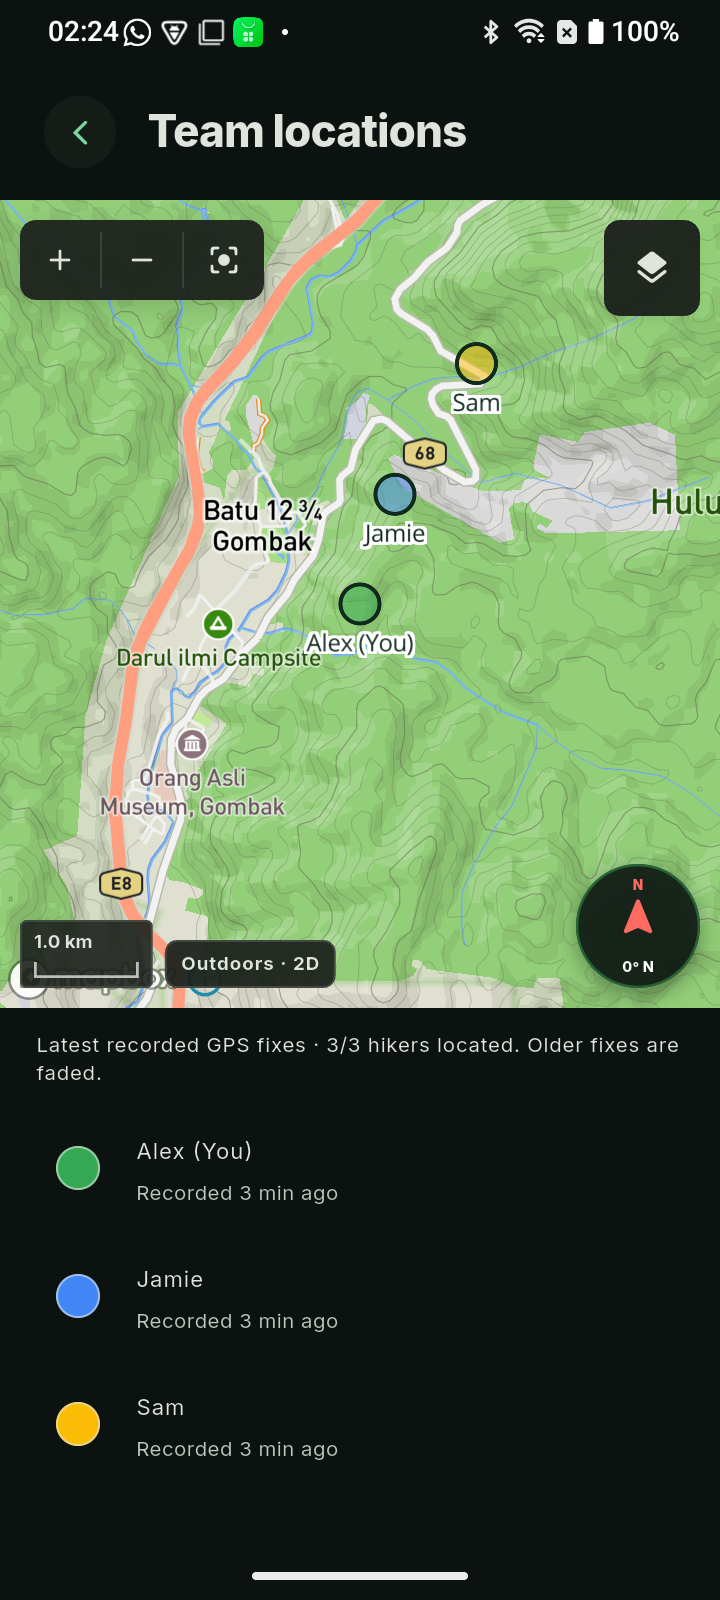 02:24
100%
Team locations
Sam
68
Hulu
Batu 12 ¾
Gombak
Jamie
Alex (You)
Darul ilmi Campsite
Orang Asli
Museum, Gombak
E8
N
1.0 km
Outdoors · 2D
0° N
mapbox
Latest recorded GPS fixes · 3/3 hikers located. Older fixes are
faded.
Alex (You)
Recorded 3 min ago
Jamie
Recorded 3 min ago
Sam
Recorded 3 min ago